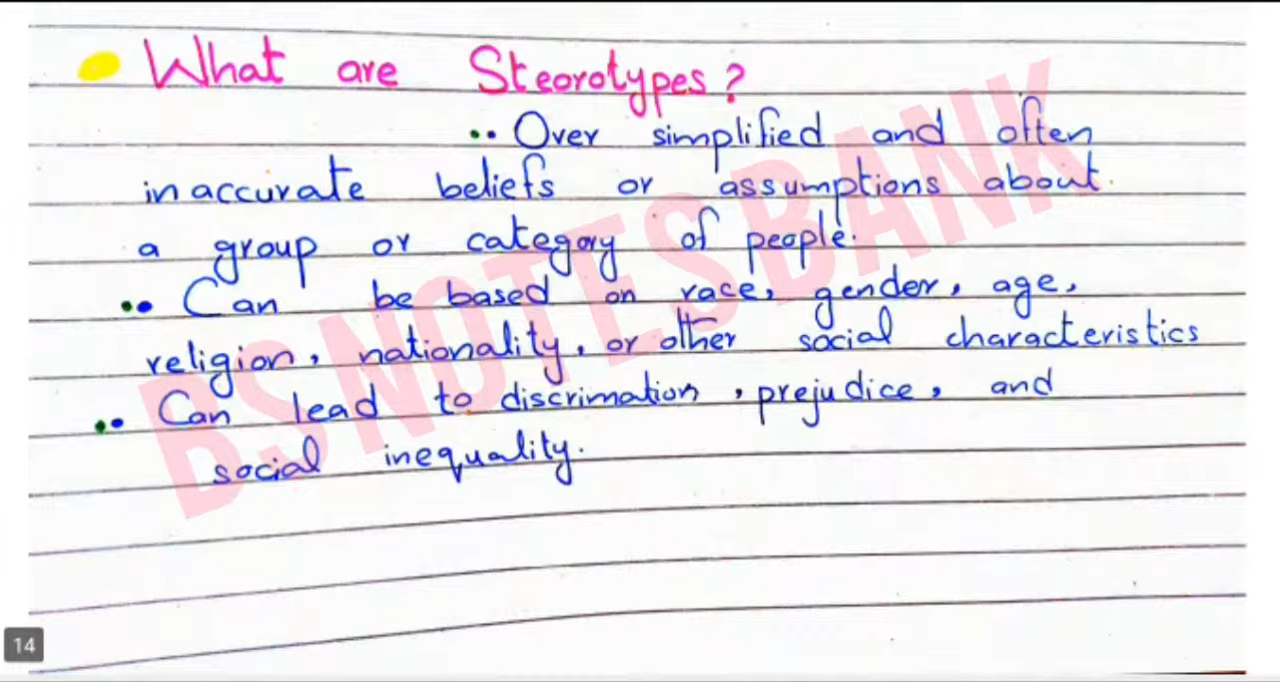 What are Steorotypes?
•• Over simplified and often
inaccurate beliefs or assumptions about
a group or category of people.
•• Can be based on race, gender, age,
religion, nationality, or other social characteristics
•• Can lead to discrimation, prejudice, and
social inequality.
BSNOTESBANK
14